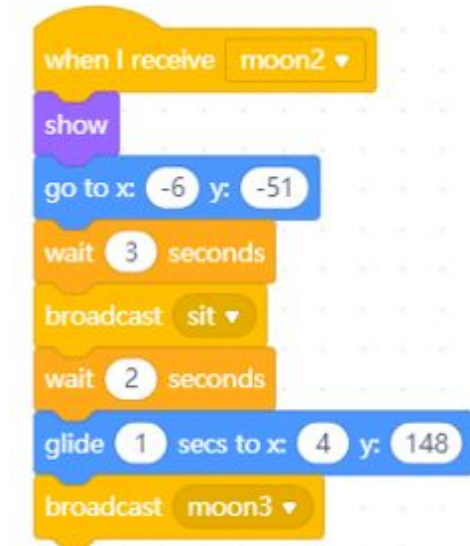 when I receive moon2
show
go to x: -6 y: -51
wait 3 seconds
broadcast sit
wait 2 seconds
glide 1 secs to x: 4 y: 148
broadcast moon3